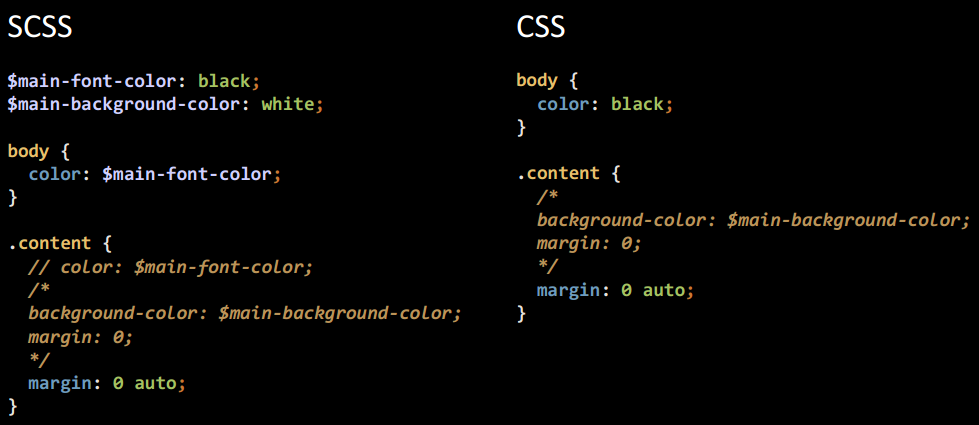 SCSS
$main-font-color: black;
$main-background-color: white;
body {
  color: $main-font-color;
}
.content {
  // color: $main-font-color;
  /*
  background-color: $main-background-color;
  margin: 0;
  */
  margin: 0 auto;
}
CSS
body {
  color: black;
}
.content {
  /*
  background-color: $main-background-color;
  margin: 0;
  */
  margin: 0 auto;
}